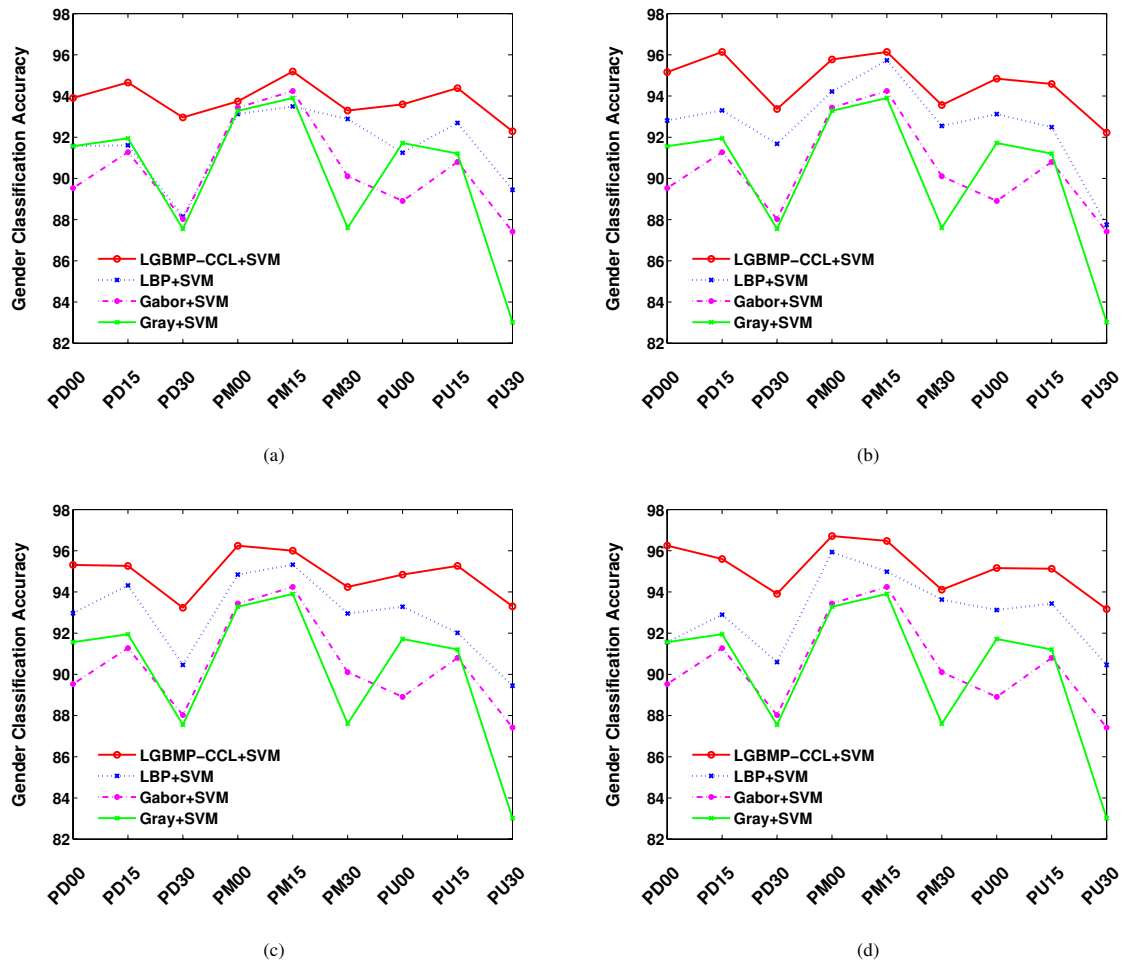 98
96
94
92
90
88
86
84
82
Gender Classification Accuracy
LGBMP−CCL+SVM
LBP+SVM
Gabor+SVM
Gray+SVM
PD00 PD15 PD30 PM00 PM15 PM30 PU00 PU15 PU30
(a)
98
96
94
92
90
88
86
84
82
Gender Classification Accuracy
LGBMP−CCL+SVM
LBP+SVM
Gabor+SVM
Gray+SVM
PD00 PD15 PD30 PM00 PM15 PM30 PU00 PU15 PU30
(b)
98
96
94
92
90
88
86
84
82
Gender Classification Accuracy
LGBMP−CCL+SVM
LBP+SVM
Gabor+SVM
Gray+SVM
PD00 PD15 PD30 PM00 PM15 PM30 PU00 PU15 PU30
(c)
98
96
94
92
90
88
86
84
82
Gender Classification Accuracy
LGBMP−CCL+SVM
LBP+SVM
Gabor+SVM
Gray+SVM
PD00 PD15 PD30 PM00 PM15 PM30 PU00 PU15 PU30
(d)